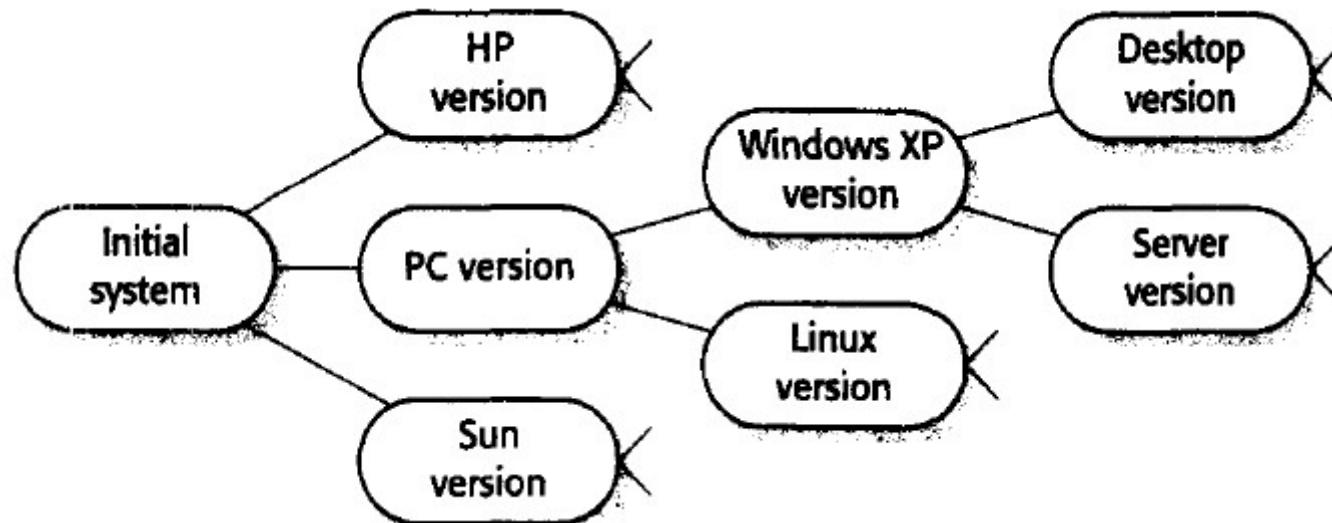 HP
version
Desktop
version
Windows XP
version
Initial
system
PC version
Server
version
Linux
version
Sun
version